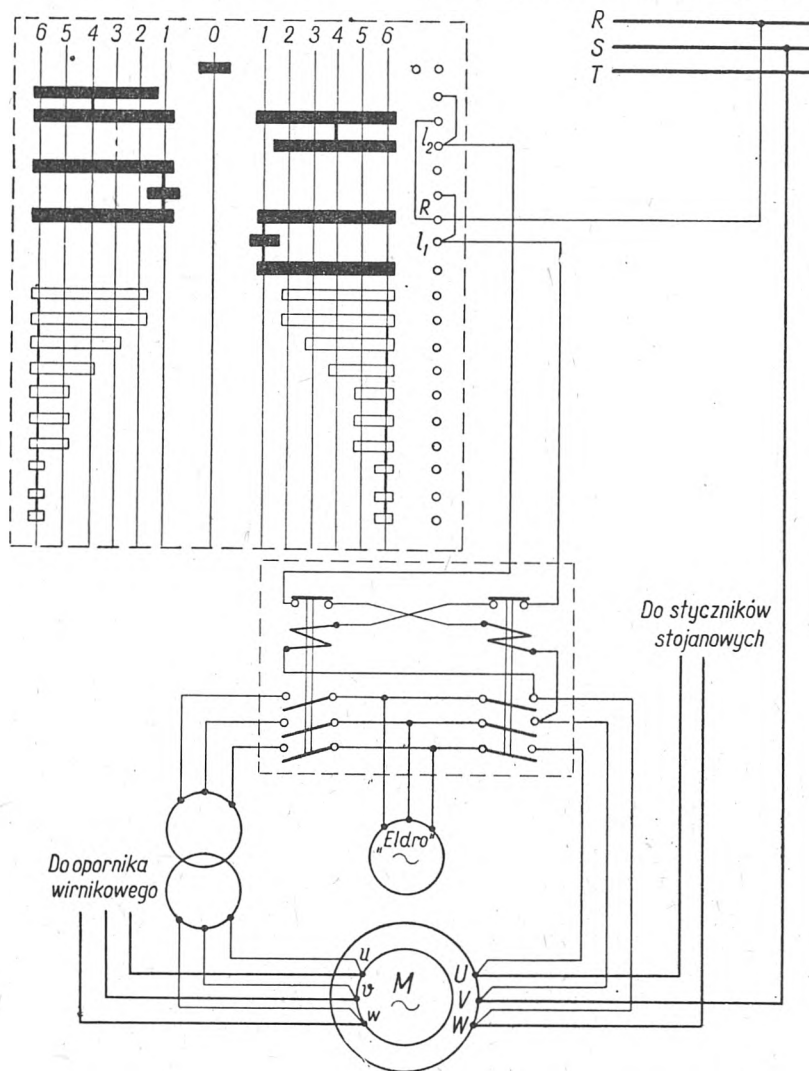 6 5 4 3 2 1 0 1 2 3 4 5 6
R
S
T
l₂
R
l₁
Do styczników
stojanowych
„Eldro"
~
Do opornika
wirnikowego
u
v
w
M
~
U
V
W